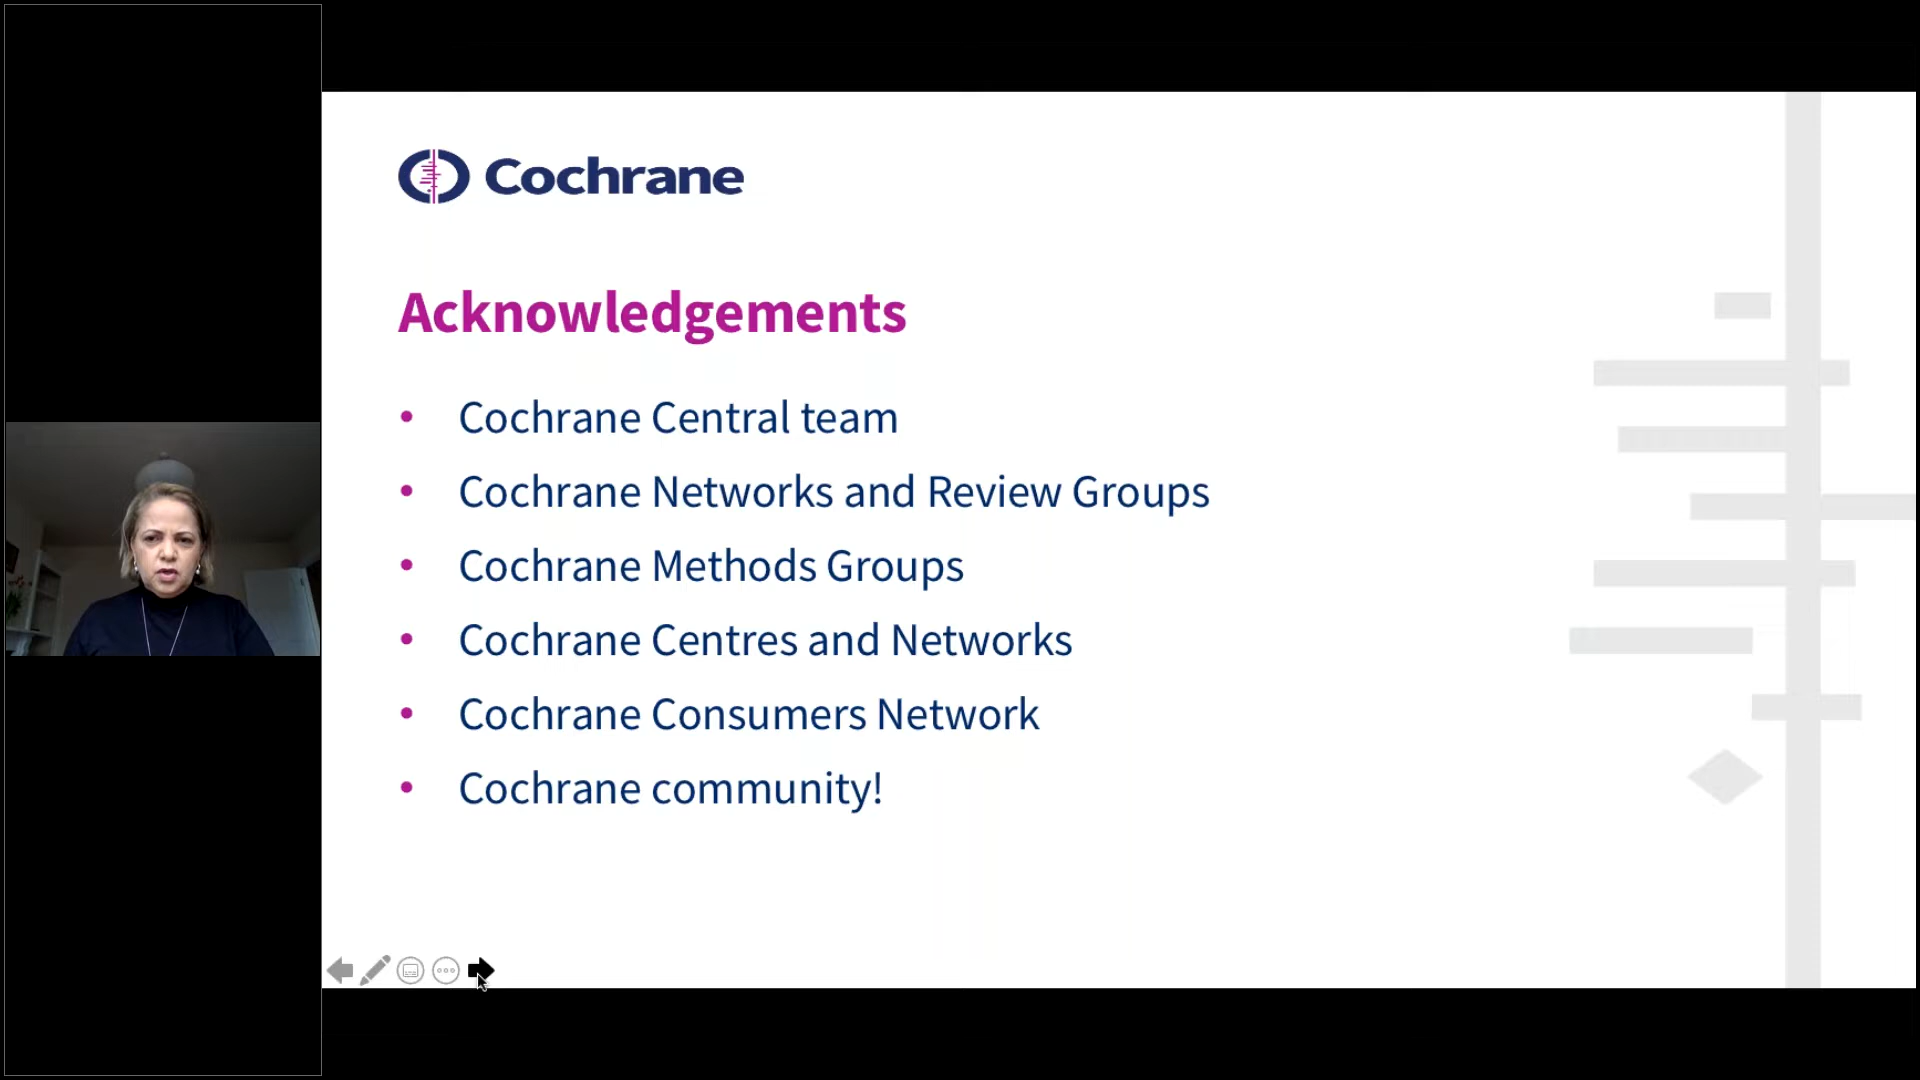 Cochrane
Acknowledgements
• Cochrane Central team
• Cochrane Networks and Review Groups
• Cochrane Methods Groups
• Cochrane Centres and Networks
• Cochrane Consumers Network
• Cochrane community!